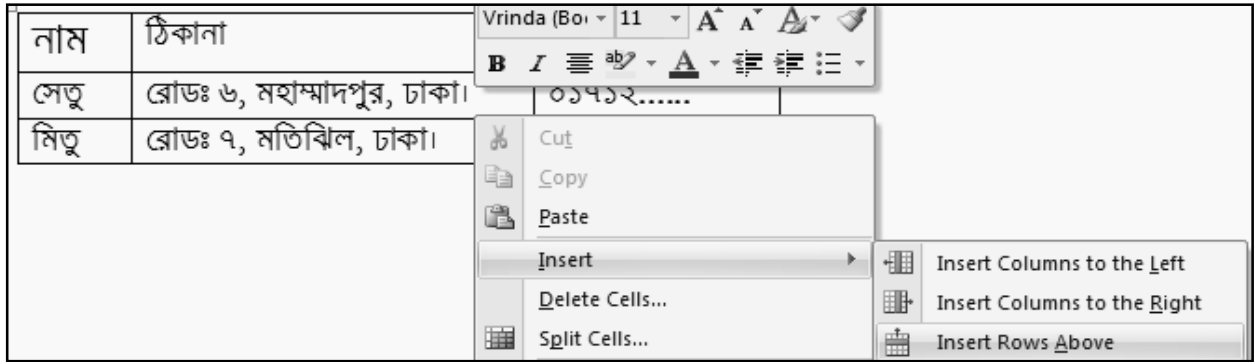 নাম ঠিকানা
Vrinda (Bo 11 A A A
B I ab A
সেতু রোডঃ ৬, মহাম্মাদপুর, ঢাকা। ০১৭১২......
মিতু রোডঃ ৭, মতিঝিল, ঢাকা।
Cut
Copy
Paste
Insert
Insert Columns to the Left
Delete Cells...
Insert Columns to the Right
Split Cells...
Insert Rows Above